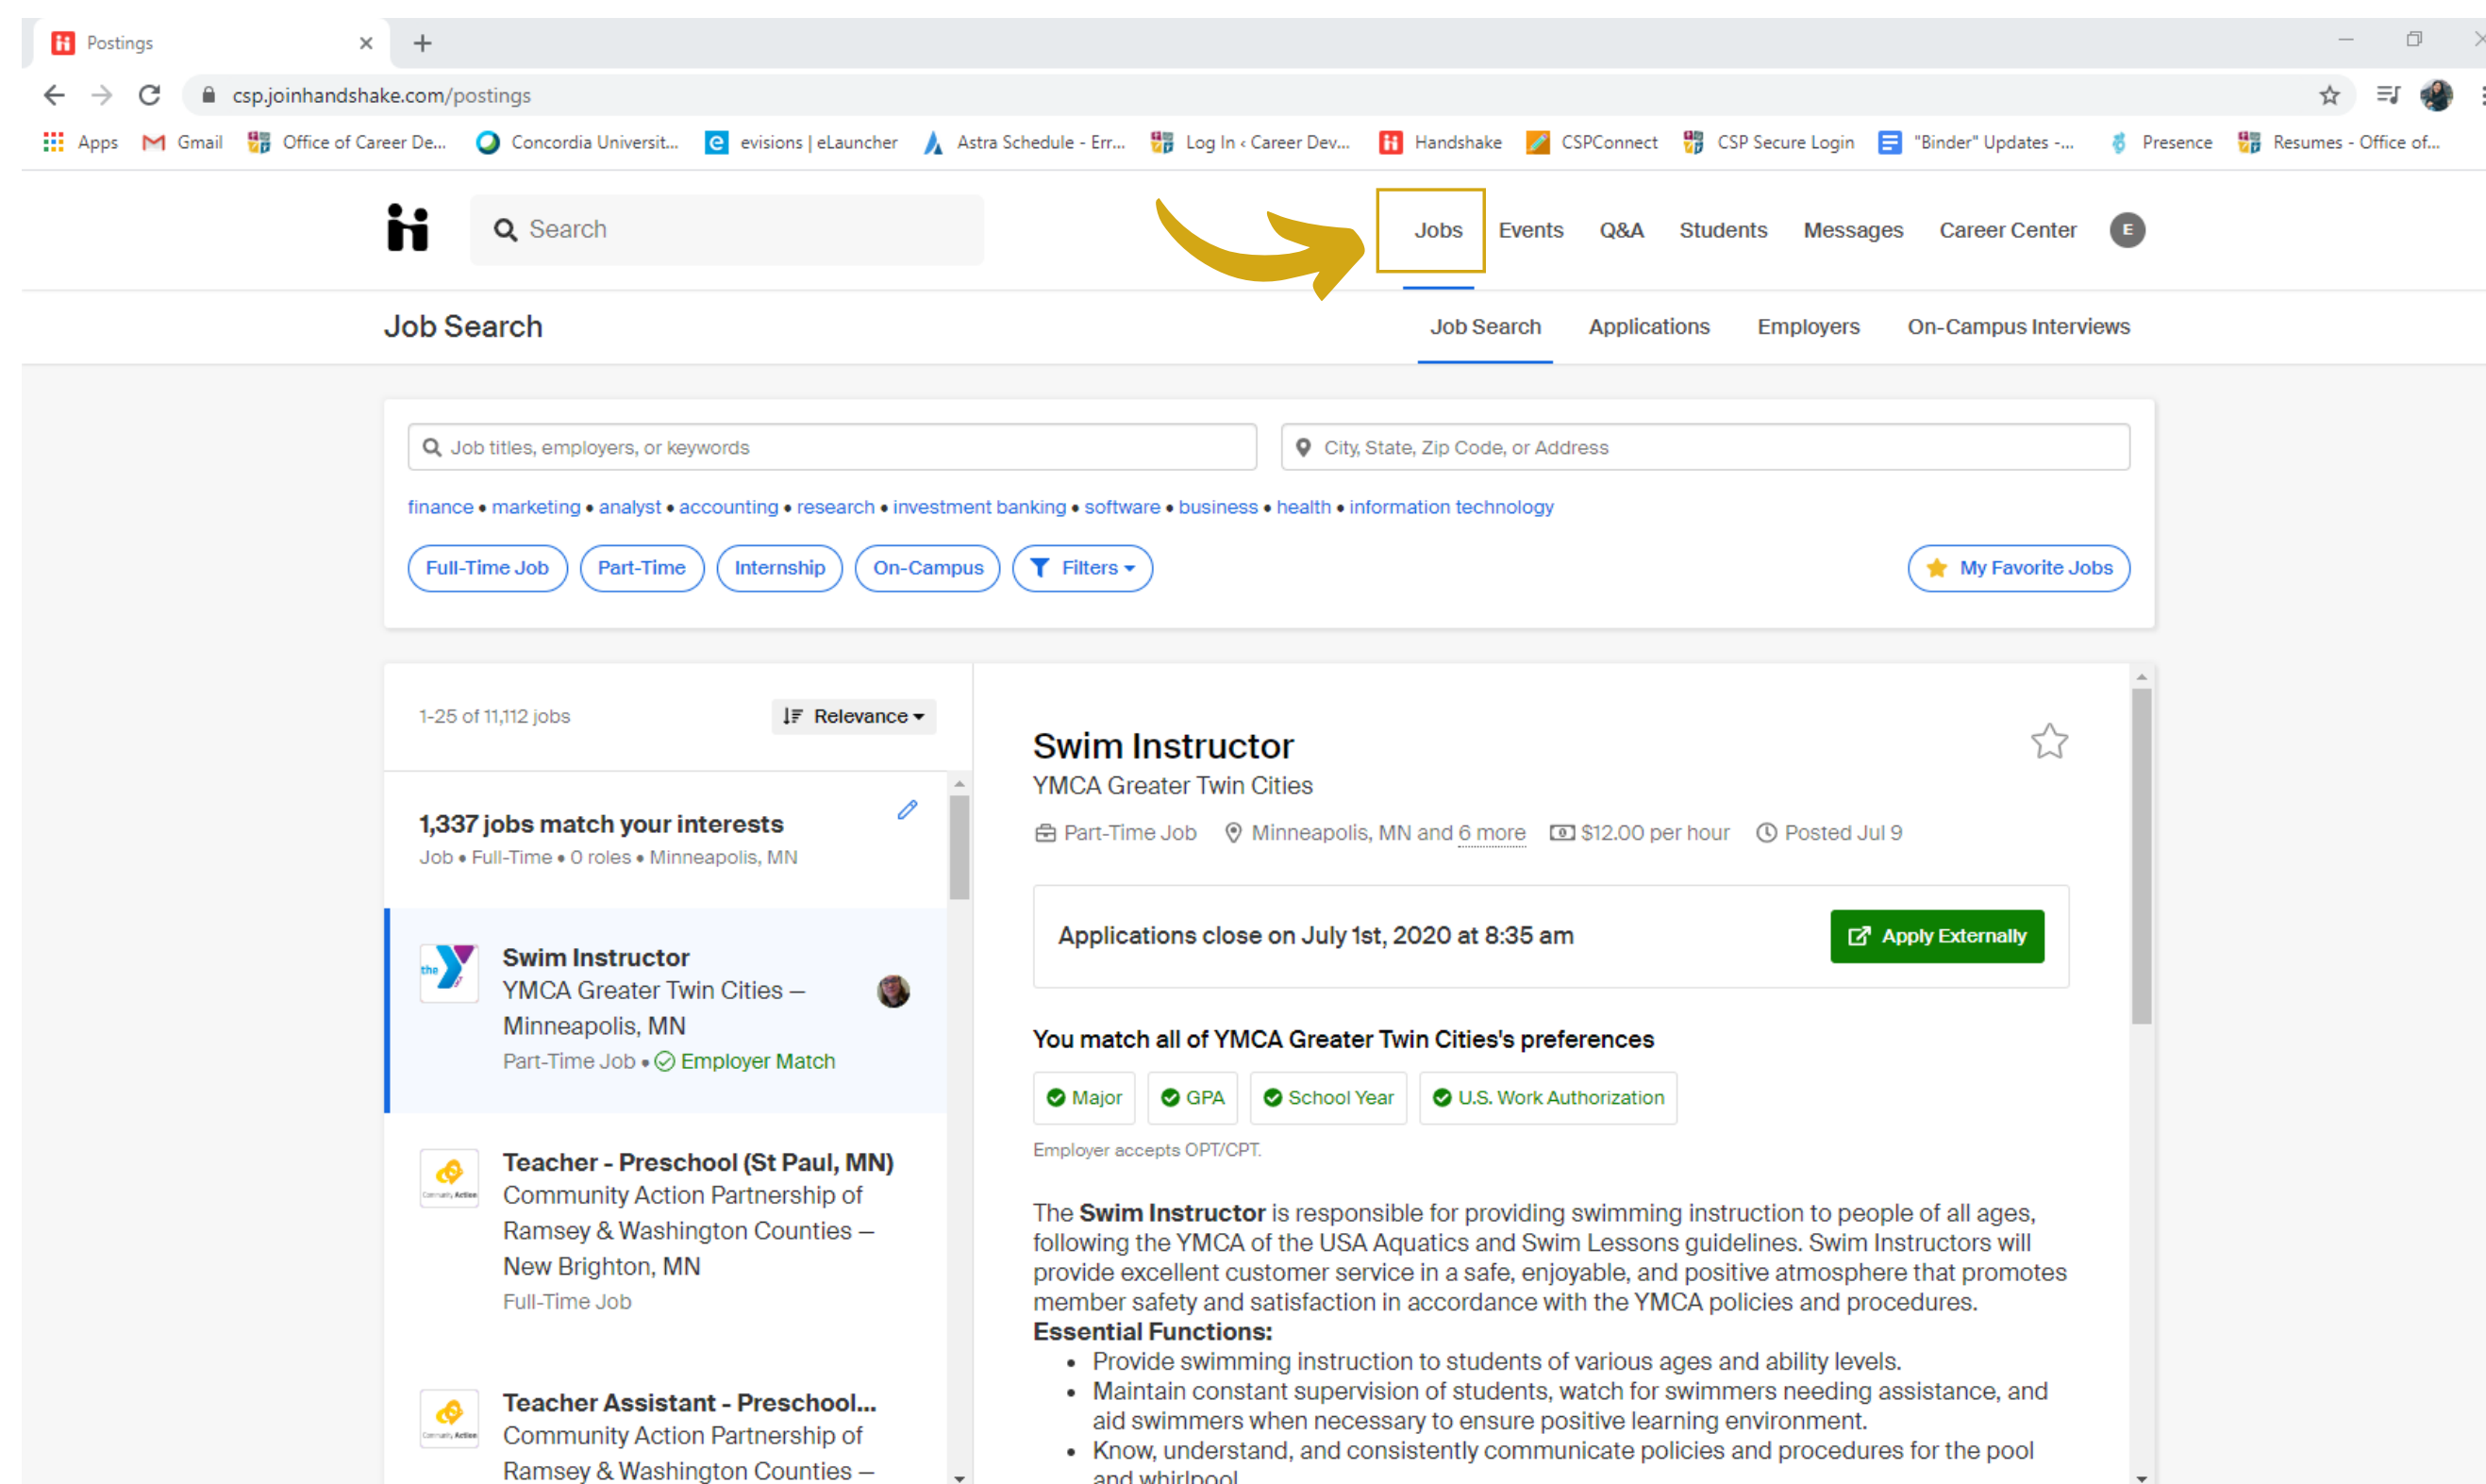 Postings
csp.joinhandshake.com/postings
Apps Gmail Office of Career De... Concordia Universit... evisions | eLauncher Astra Schedule - Err... Log In ‹ Career Dev... Handshake CSPConnect CSP Secure Login "Binder" Updates -... Presence Resumes - Office of...
Search Jobs Events Q&A Students Messages Career Center E
Job Search Job Search Applications Employers On-Campus Interviews
Job titles, employers, or keywords City, State, Zip Code, or Address
finance • marketing • analyst • accounting • research • investment banking • software • business • health • information technology
Full-Time Job Part-Time Internship On-Campus Filters My Favorite Jobs
1-25 of 11,112 jobs Relevance
1,337 jobs match your interests
Job • Full-Time • 0 roles • Minneapolis, MN
the
Swim Instructor
YMCA Greater Twin Cities —
Minneapolis, MN
Part-Time Job • Employer Match
Community Action
Teacher - Preschool (St Paul, MN)
Community Action Partnership of
Ramsey & Washington Counties —
New Brighton, MN
Full-Time Job
Community Action
Teacher Assistant - Preschool...
Community Action Partnership of
Ramsey & Washington Counties —
Swim Instructor
YMCA Greater Twin Cities
Part-Time Job Minneapolis, MN and 6 more $12.00 per hour Posted Jul 9
Applications close on July 1st, 2020 at 8:35 am Apply Externally
You match all of YMCA Greater Twin Cities's preferences
Major GPA School Year U.S. Work Authorization
Employer accepts OPT/CPT.
The Swim Instructor is responsible for providing swimming instruction to people of all ages,
following the YMCA of the USA Aquatics and Swim Lessons guidelines. Swim Instructors will
provide excellent customer service in a safe, enjoyable, and positive atmosphere that promotes
member safety and satisfaction in accordance with the YMCA policies and procedures.
Essential Functions:
• Provide swimming instruction to students of various ages and ability levels.
• Maintain constant supervision of students, watch for swimmers needing assistance, and
aid swimmers when necessary to ensure positive learning environment.
• Know, understand, and consistently communicate policies and procedures for the pool
and whirlpool